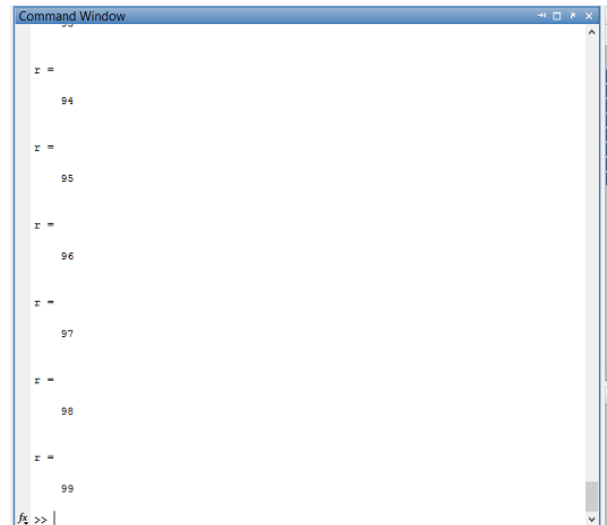 Command Window
r =
94
r =
95
r =
96
r =
97
r =
98
r =
99
fx >>